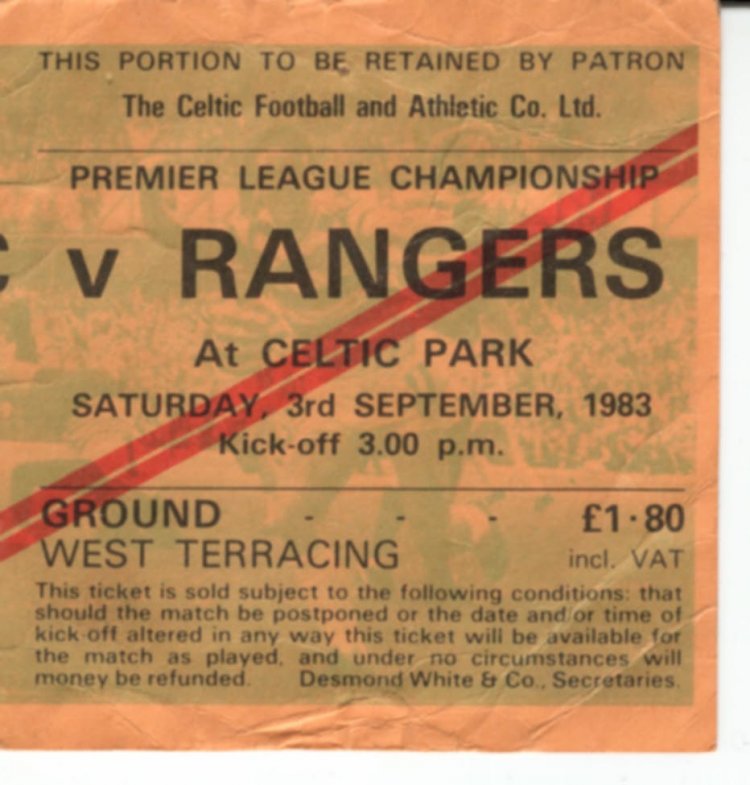 THIS PORTION TO BE RETAINED BY PATRON
The Celtic Football and Athletic Co. Ltd.
PREMIER LEAGUE CHAMPIONSHIP
C v RANGERS
At CELTIC PARK
SATURDAY, 3rd SEPTEMBER, 1983
Kick-off 3.00 p.m.
GROUND - - - £1·80
WEST TERRACING incl. VAT
This ticket is sold subject to the following conditions: that
should the match be postponed or the date and/or time of
kick-off altered in any way this ticket will be available for
the match as played, and under no circumstances will
money be refunded. Desmond White & Co., Secretaries.